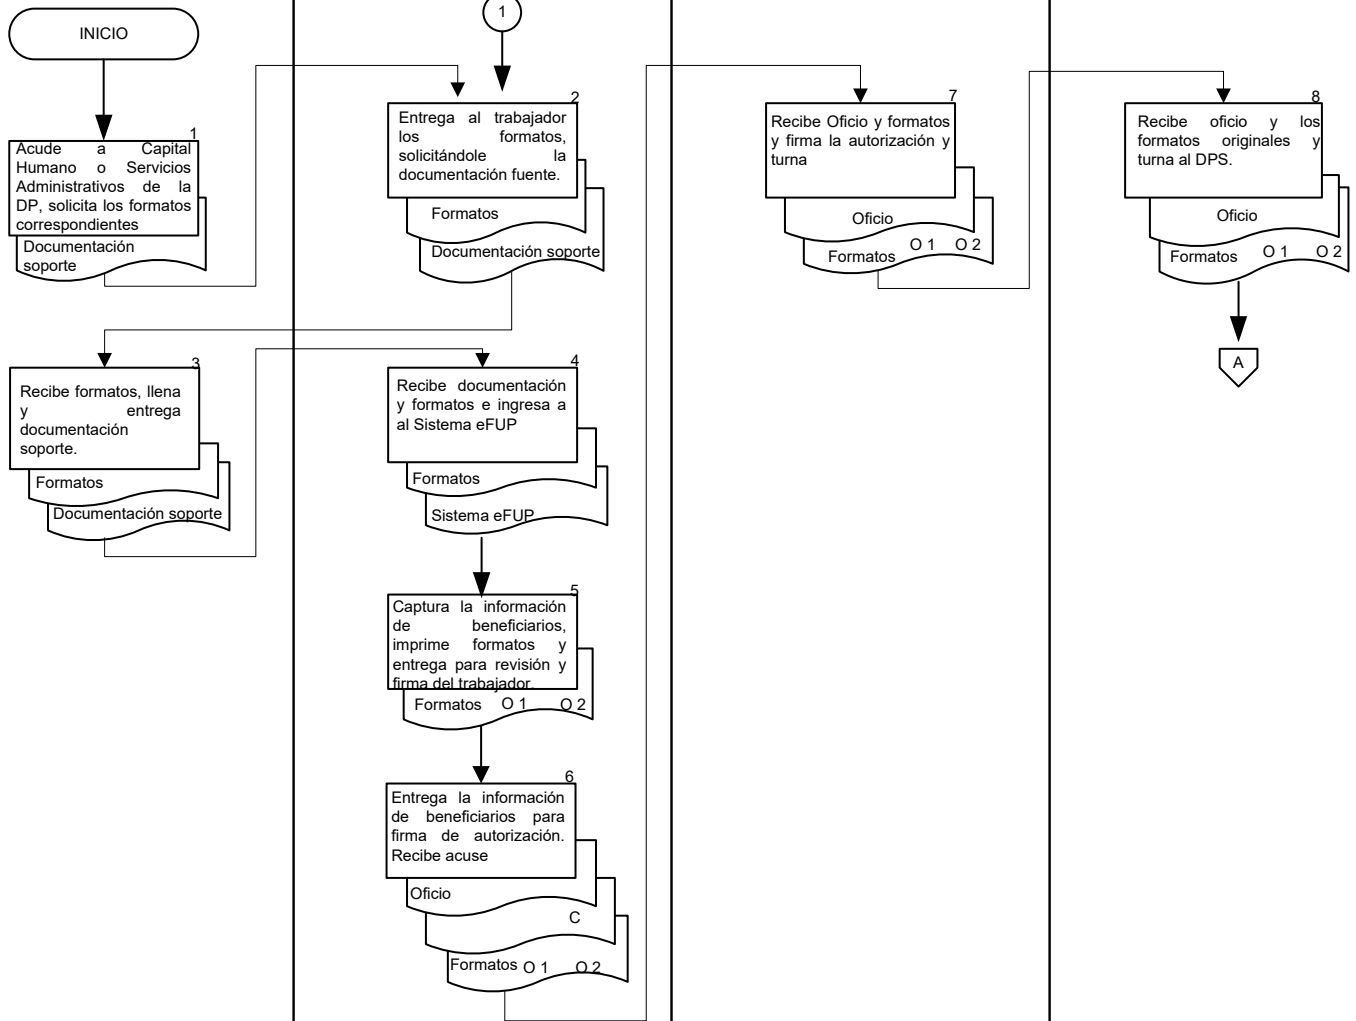 INICIO
1
Acude a Capital
Humano o Servicios
Administrativos de la
DP, solicita los formatos
correspondientes
Documentación
soporte
3
Recibe formatos, llena
y entrega
documentación
soporte.
Formatos
Documentación soporte
1
2
Entrega al trabajador
los formatos,
solicitándole la
documentación fuente.
Formatos
Documentación soporte
4
Recibe documentación
y formatos e ingresa a
al Sistema eFUP
Formatos
Sistema eFUP
5
Captura la información
de beneficiarios,
imprime formatos y
entrega para revisión y
firma del trabajador.
Formatos O 1 O 2
6
Entrega la información
de beneficiarios para
firma de autorización.
Recibe acuse
Oficio
C
Formatos O 1 O 2
7
Recibe Oficio y formatos
y firma la autorización y
turna
Oficio
Formatos O 1 O 2
8
Recibe oficio y los
formatos originales y
turna al DPS.
Oficio
Formatos O 1 O 2
A